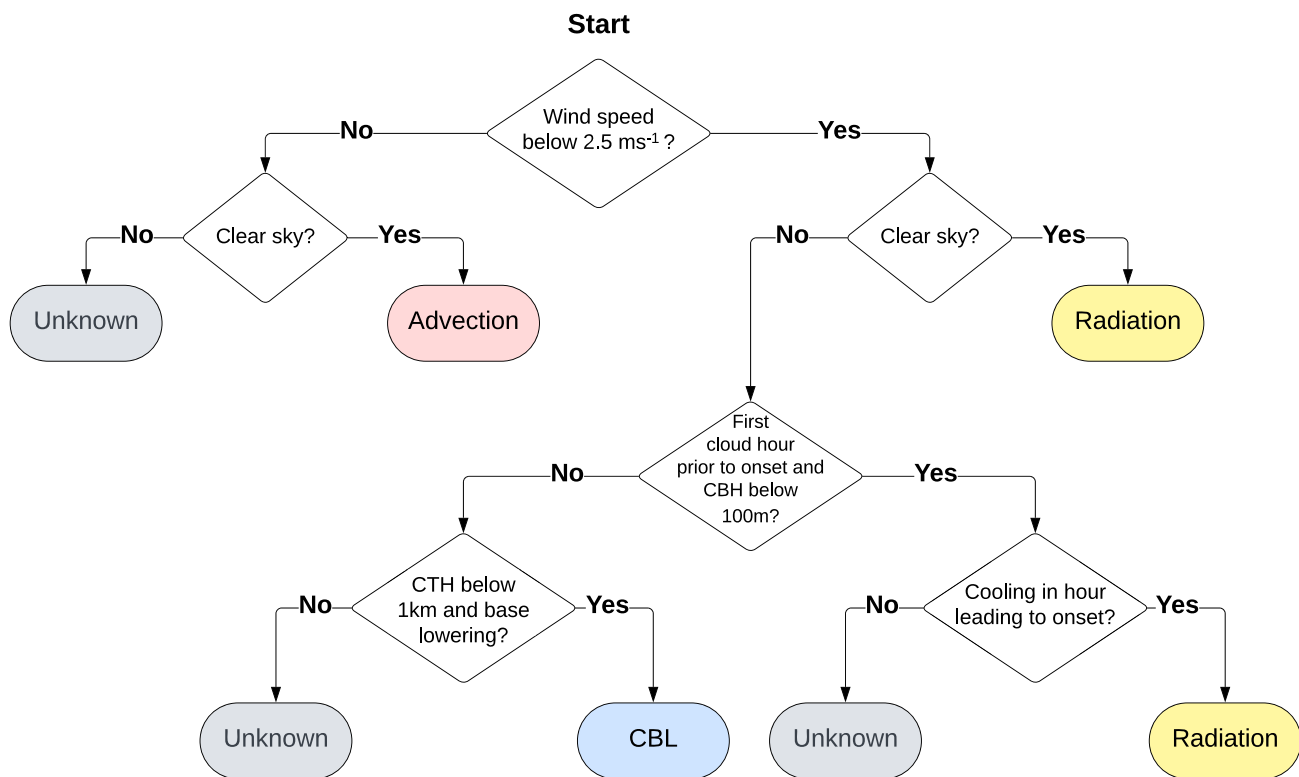 Start
Wind speed
below 2.5 ms⁻¹ ?
No
Yes
Clear sky?
No
Yes
Clear sky?
No
Yes
Unknown
Advection
Radiation
First
cloud hour
prior to onset and
CBH below
100m?
No
Yes
CTH below
1km and base
lowering?
No
Yes
Cooling in hour
leading to onset?
No
Yes
Unknown
CBL
Unknown
Radiation